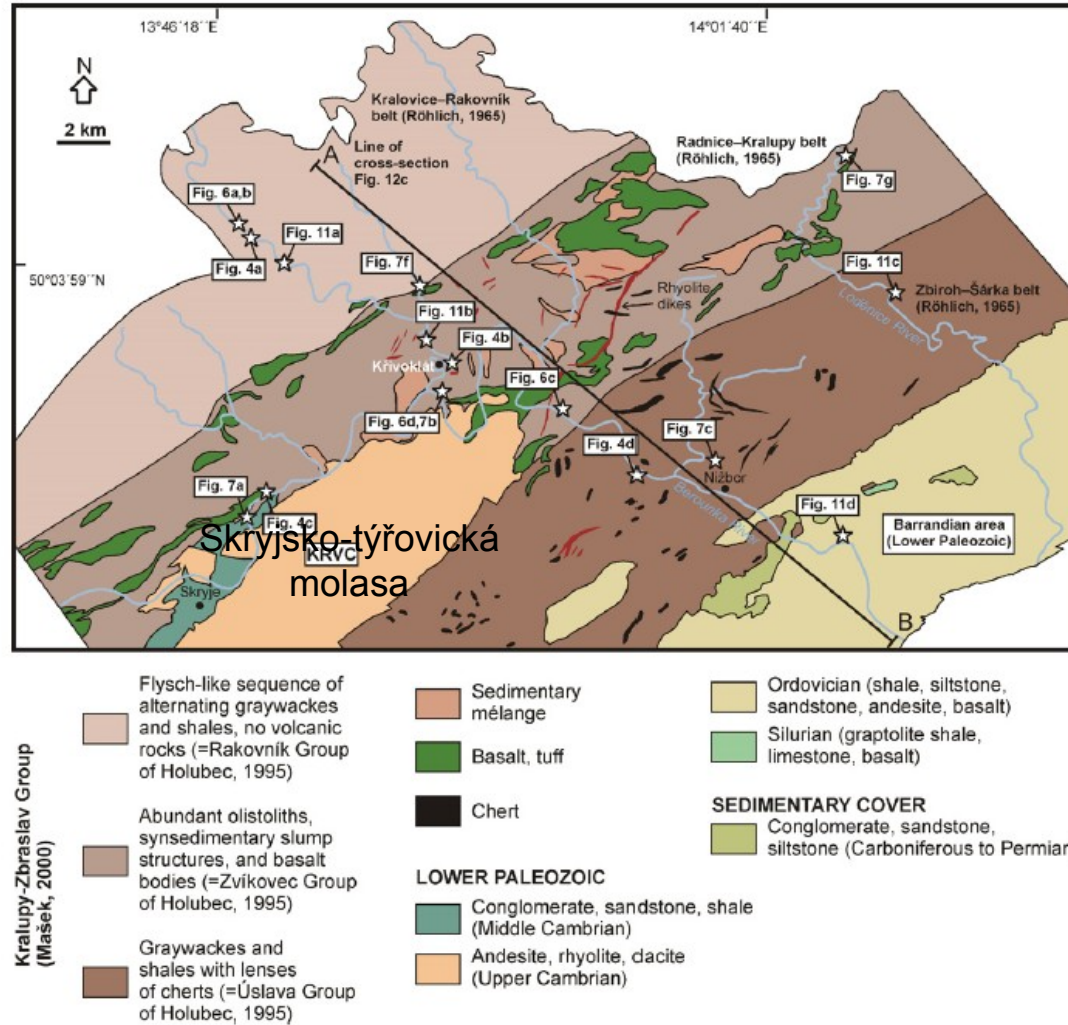 13°46´18´´E
14°01´40´´E
N
2 km
Kralovice–Rakovník
belt (Röhlich, 1965)
Line of
cross-section
Fig. 12c
A
Radnice–Kralupy belt
(Röhlich, 1965)
Fig. 7g
Fig. 6a,b
Fig. 11a
Fig. 4a
50°03´59´´N
Fig. 7f
Fig. 11c
Rhyolite
dikes
Zbiroh–Šárka belt
(Röhlich, 1965)
Loděnice River
Fig. 11b
Fig. 4b
Křivoklát
Fig. 6c
Fig. 6d,7b
Fig. 4d
Fig. 7c
Nižbor
Berounka River
Fig. 7a
Fig. 4c
Fig. 11d
Barrandian area
(Lower Paleozoic)
Skryjsko-týřovická
KRVC
molasa
Skryje
B
Kralupy-Zbraslav Group
(Mašek, 2000)
Flysch-like sequence of
alternating graywackes
and shales, no volcanic
rocks (=Rakovník Group
of Holubec, 1995)
Abundant olistoliths,
synsedimentary slump
structures, and basalt
bodies (=Zvíkovec Group
of Holubec, 1995)
Graywackes and
shales with lenses
of cherts (=Úslava Group
of Holubec, 1995)
Sedimentary
mélange
Basalt, tuff
Chert
LOWER PALEOZOIC
Conglomerate, sandstone, shale
(Middle Cambrian)
Andesite, rhyolite, dacite
(Upper Cambrian)
Ordovician (shale, siltstone,
sandstone, andesite, basalt)
Silurian (graptolite shale,
limestone, basalt)
SEDIMENTARY COVER
Conglomerate, sandstone,
siltstone (Carboniferous to Permian